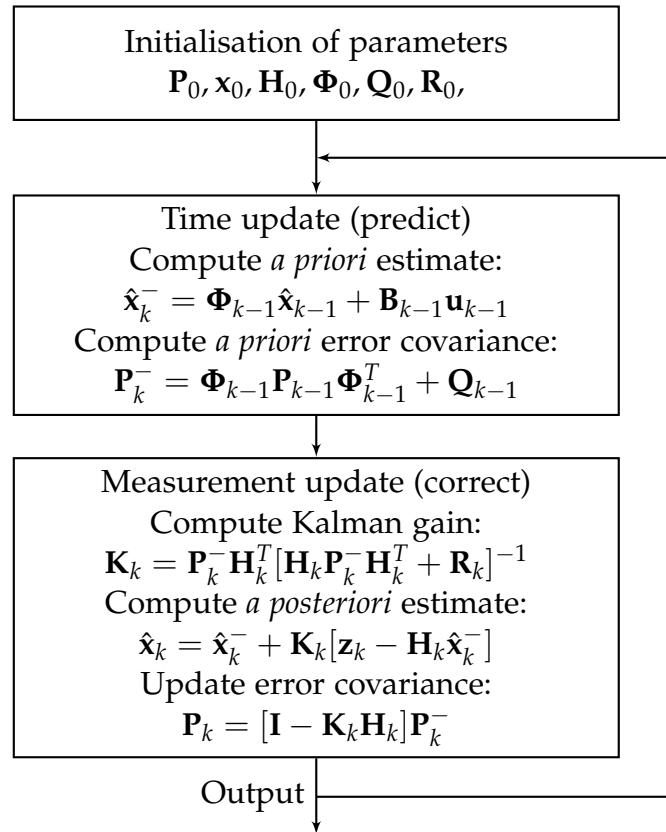 Initialisation of parameters
P₀, x₀, H₀, Φ₀, Q₀, R₀,
Time update (predict)
Compute a priori estimate:
x̂ₖ⁻ = Φₖ₋₁x̂ₖ₋₁ + Bₖ₋₁uₖ₋₁
Compute a priori error covariance:
Pₖ⁻ = Φₖ₋₁Pₖ₋₁Φᵀₖ₋₁ + Qₖ₋₁
Measurement update (correct)
Compute Kalman gain:
Kₖ = Pₖ⁻Hₖᵀ[HₖPₖ⁻Hₖᵀ + Rₖ]⁻¹
Compute a posteriori estimate:
x̂ₖ = x̂ₖ⁻ + Kₖ[zₖ − Hₖx̂ₖ⁻]
Update error covariance:
Pₖ = [I − KₖHₖ]Pₖ⁻
Output